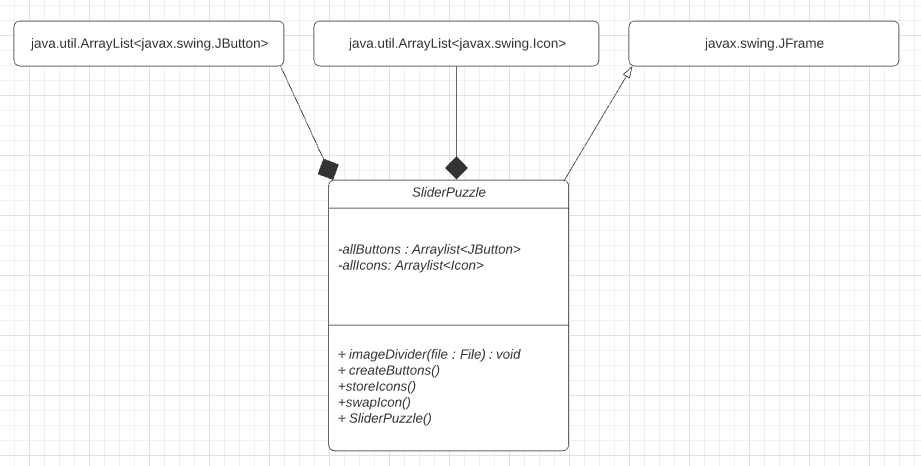 java.util.ArrayList<javax.swing.JButton>
java.util.ArrayList<javax.swing.Icon>
javax.swing.JFrame
SliderPuzzle
-allButtons : Arraylist<JButton>
-allIcons: Arraylist<Icon>
+ imageDivider(file : File) : void
+ createButtons()
+storeIcons()
+swapIcon()
+ SliderPuzzle()